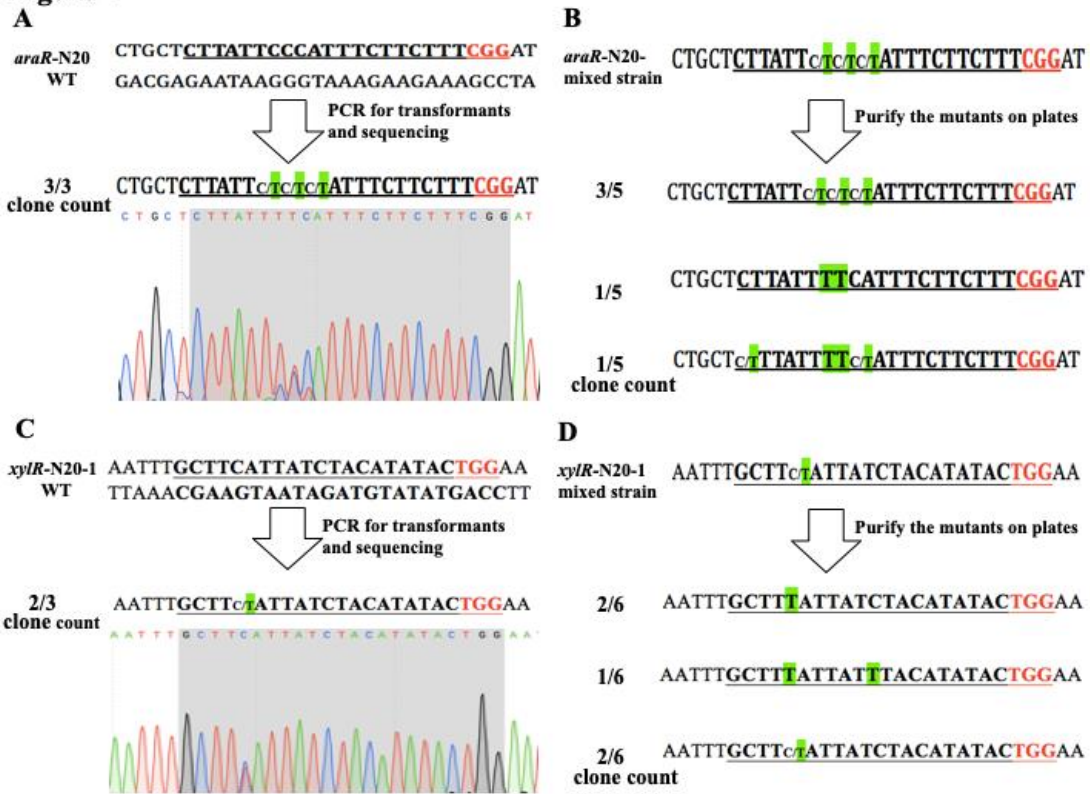 A
araR-N20
WT
CTGCTCTTATTCCCATTTCTTCTTTCGGAT
GACGAGAATAAGGGTAAAGAAGAAAGCCTA
PCR for transformants
and sequencing
3/3
clone count
CTGCTCTTATTC/TC/TC/TATTTCTTCTTTCGGAT
CTGCTCTTATTTTCATTTCTTCTTTCGGAT
B
araR-N20-
mixed strain
CTGCTCTTATTC/TC/TC/TATTTCTTCTTTCGGAT
Purify the mutants on plates
3/5
CTGCTCTTATTC/TC/TC/TATTTCTTCTTTCGGAT
1/5
CTGCTCTTATTTTCATTTCTTCTTTCGGAT
1/5
clone count
CTGCTC/TTTATTTTC/TATTTCTTCTTTCGGAT
C
xylR-N20-1
WT
AATTTGCTTCATTATCTACATATACTGGAA
TTAAACGAAGTAATAGATGTATATGACCTT
PCR for transformants
and sequencing
2/3
clone count
AATTTGCTTC/TATTATCTACATATACTGGAA
AATTTGCTTCATTATCTACATATACTGGAA
D
xylR-N20-1
mixed strain
AATTTGCTTC/TATTATCTACATATACTGGAA
Purify the mutants on plates
2/6
AATTTGCTTTATTATCTACATATACTGGAA
1/6
AATTTGCTTTATTATTTACATATACTGGAA
2/6
clone count
AATTTGCTTC/TATTATCTACATATACTGGAA